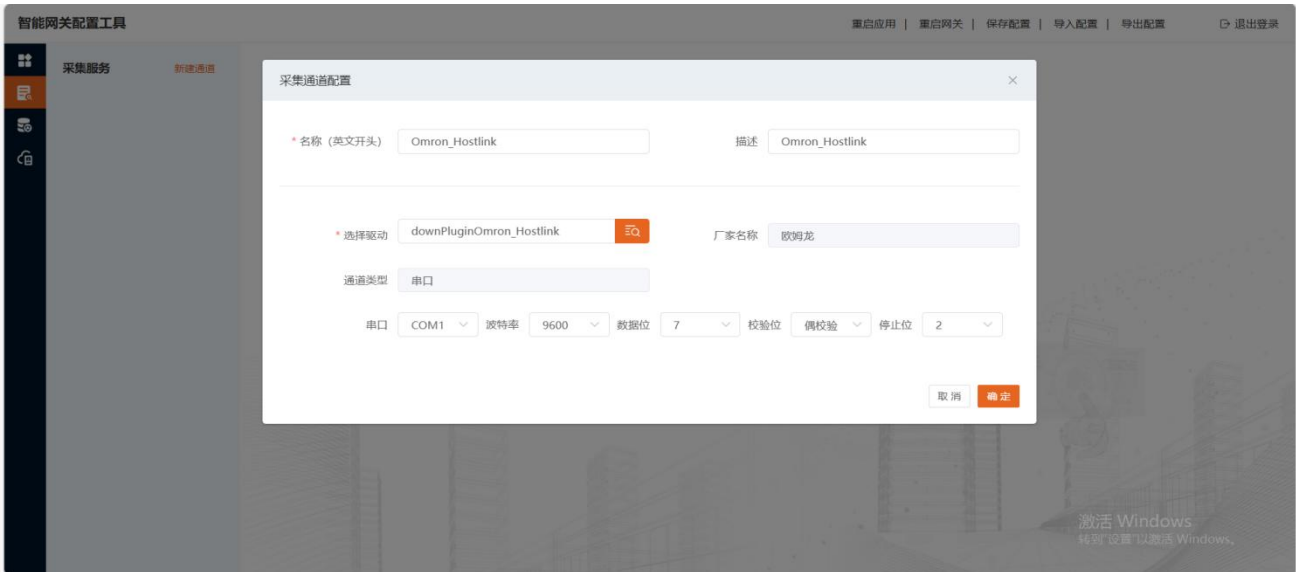 智能网关配置工具 重启应用 | 重启网关 | 保存配置 | 导入配置 | 导出配置 退出登录
采集服务 新建通道
采集通道配置
* 名称（英文开头） Omron_Hostlink 描述 Omron_Hostlink
* 选择驱动 downPluginOmron_Hostlink 厂家名称 欧姆龙
通道类型 串口
串口 COM1 波特率 9600 数据位 7 校验位 偶校验 停止位 2
取消 确定
激活 Windows
转到"设置"以激活 Windows。